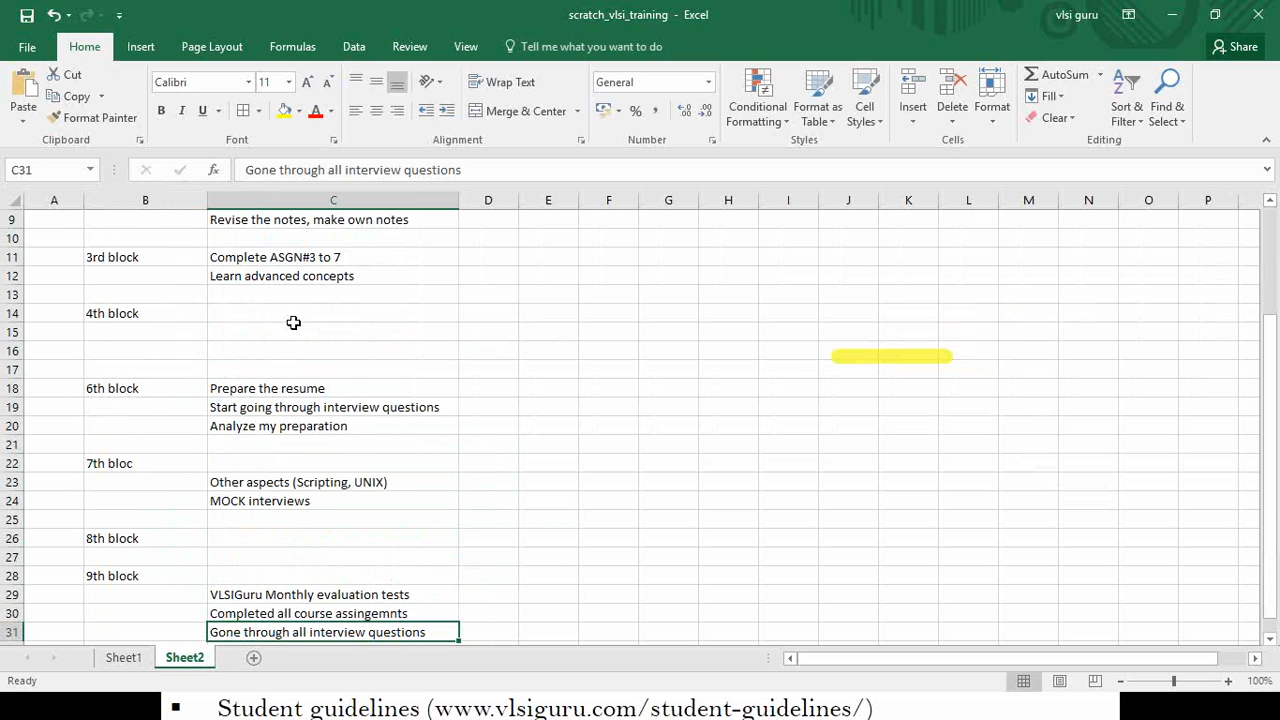 scratch_vlsi_training - Excel
vlsi guru
File Home Insert Page Layout Formulas Data Review View Tell me what you want to do Share
Paste
Cut
Copy
Format Painter
Calibri 11
B I U
Wrap Text
Merge & Center
General
Conditional Formatting
Format as Table
Cell Styles
Insert Delete Format
AutoSum
Fill
Clear
Sort & Filter
Find & Select
Clipboard Font Alignment Number Styles Cells Editing
C31 fx Gone through all interview questions
A B C D E F G H I J K L M N O P
9 Revise the notes, make own notes
10
11 3rd block Complete ASGN#3 to 7
12 Learn advanced concepts
13
14 4th block
15
16
17
18 6th block Prepare the resume
19 Start going through interview questions
20 Analyze my preparation
21
22 7th bloc
23 Other aspects (Scripting, UNIX)
24 MOCK interviews
25
26 8th block
27
28 9th block
29 VLSIGuru Monthly evaluation tests
30 Completed all course assingemnts
31 Gone through all interview questions
Sheet1 Sheet2
Ready 100%
▪ Student guidelines (www.vlsiguru.com/student-guidelines/)